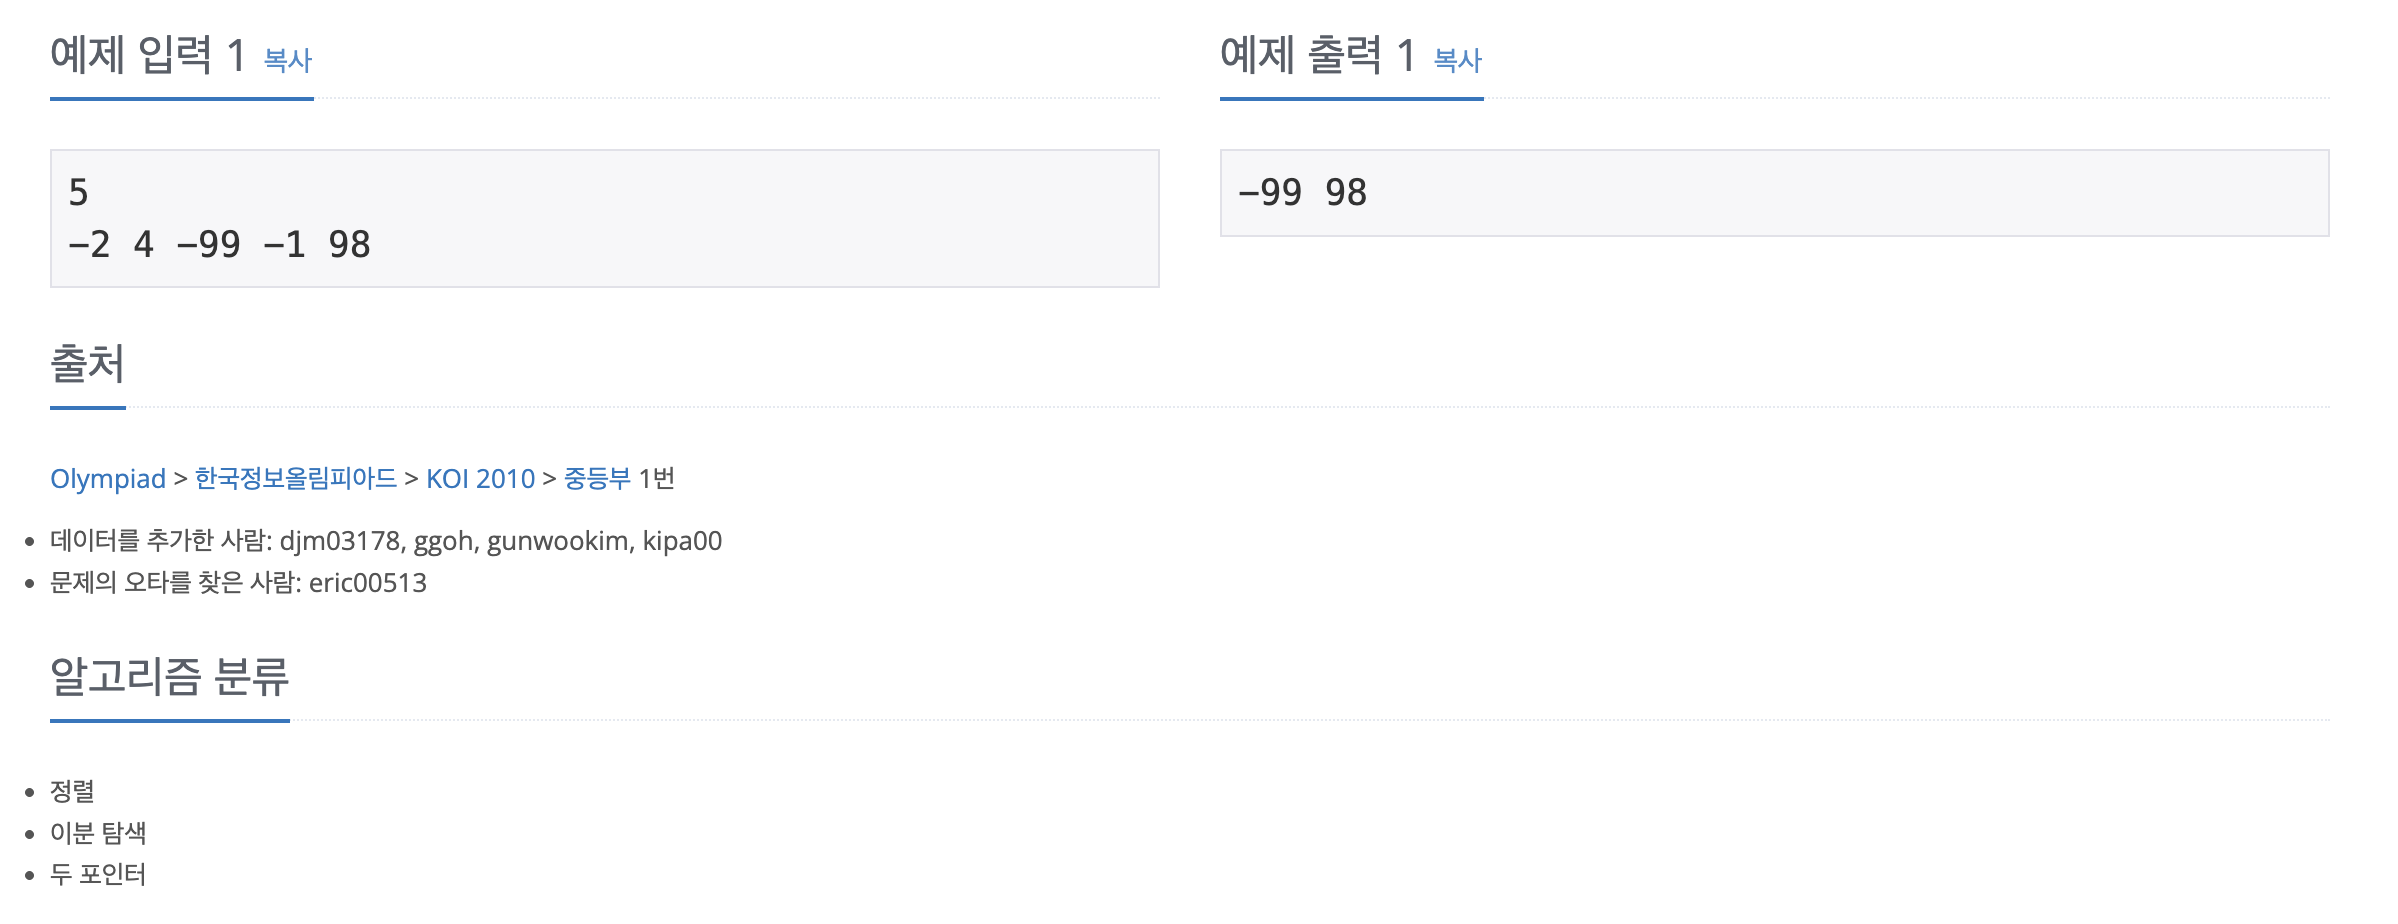 예제 입력 1 복사
5
-2 4 -99 -1 98
예제 출력 1 복사
-99 98
출처
Olympiad > 한국정보올림피아드 > KOI 2010 > 중등부 1번
데이터를 추가한 사람: djm03178, ggoh, gunwookim, kipa00
문제의 오타를 찾은 사람: eric00513
알고리즘 분류
정렬
이분 탐색
두 포인터